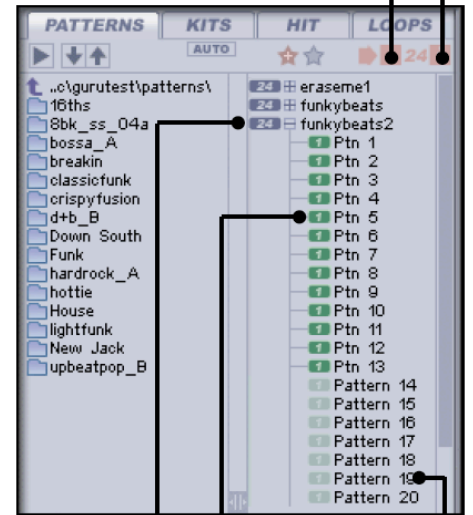 PATTERNS KITS HIT LOOPS
AUTO 24
..c\gurutest\patterns\
16ths
8bk_ss_04a
bossa_A
breakin
classicfunk
crispyfusion
d+b_B
Down South
Funk
hardrock_A
hottie
House
lightfunk
New Jack
upbeatpop_B
24 eraseme1
24 funkybeats
24 funkybeats2
1 Ptn 1
1 Ptn 2
1 Ptn 3
1 Ptn 4
1 Ptn 5
1 Ptn 6
1 Ptn 7
1 Ptn 8
1 Ptn 9
1 Ptn 10
1 Ptn 11
1 Ptn 12
1 Ptn 13
1 Pattern 14
1 Pattern 15
1 Pattern 16
1 Pattern 17
1 Pattern 18
1 Pattern 19
1 Pattern 20